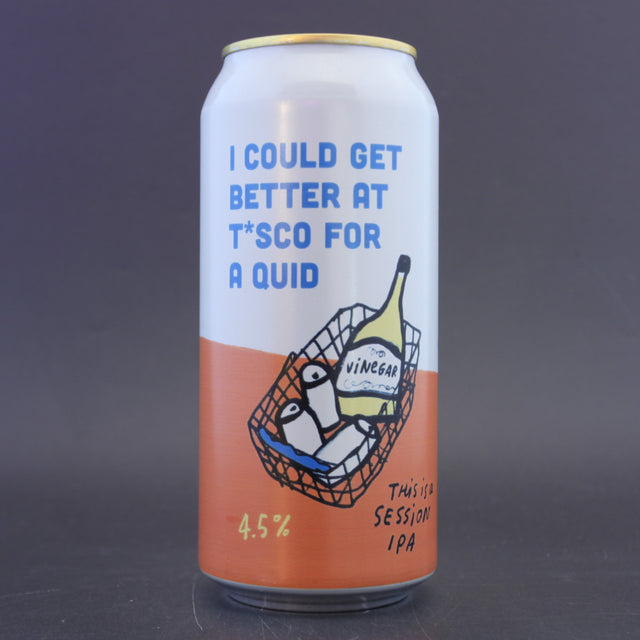 I COULD GET
BETTER AT
T*SCO FOR
A QUID
ViNEGAR
4.5%
THis is a
SESSiON
IPA